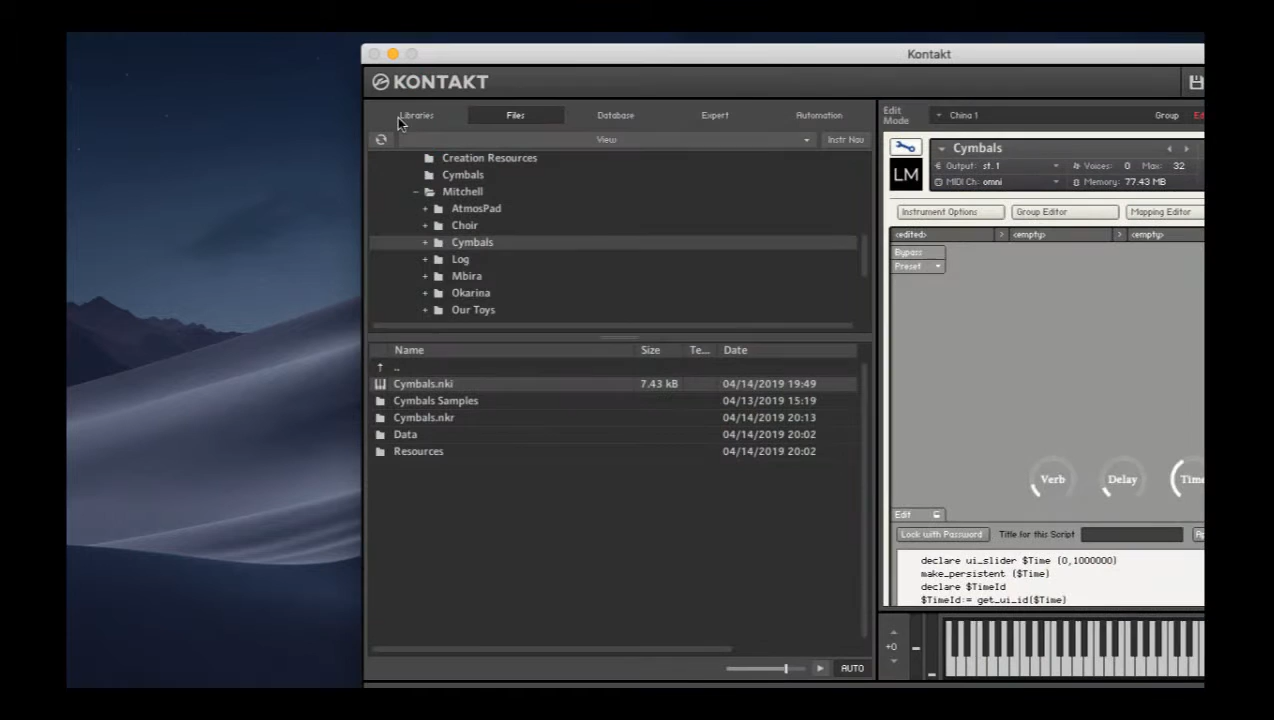 Kontakt
KONTAKT
Libraries Files Database Expert Automation
View Instr Nav
Creation Resources
Cymbals
Mitchell
AtmosPad
Choir
Cymbals
Log
Mbira
Okarina
Our Toys
Name Size Te... Date
..
Cymbals.nki 7.43 kB 04/14/2019 19:49
Cymbals Samples 04/13/2019 15:19
Cymbals.nkr 04/14/2019 20:13
Data 04/14/2019 20:02
Resources 04/14/2019 20:02
AUTO
Edit Mode
China 1 Group
LM
Cymbals
Output: st. 1 Voices: 0 Max: 32
MIDI Ch: omni Memory: 77.43 MB
Instrument Options Group Editor Mapping Editor
<edited> <empty> <empty>
Bypass
Preset
Verb Delay Time
Edit
Lock with Password Title for this Script
declare ui_slider $Time (0,1000000)
make_persistent ($Time)
declare $TimeId
$TimeId:= get_ui_id($Time)
+0